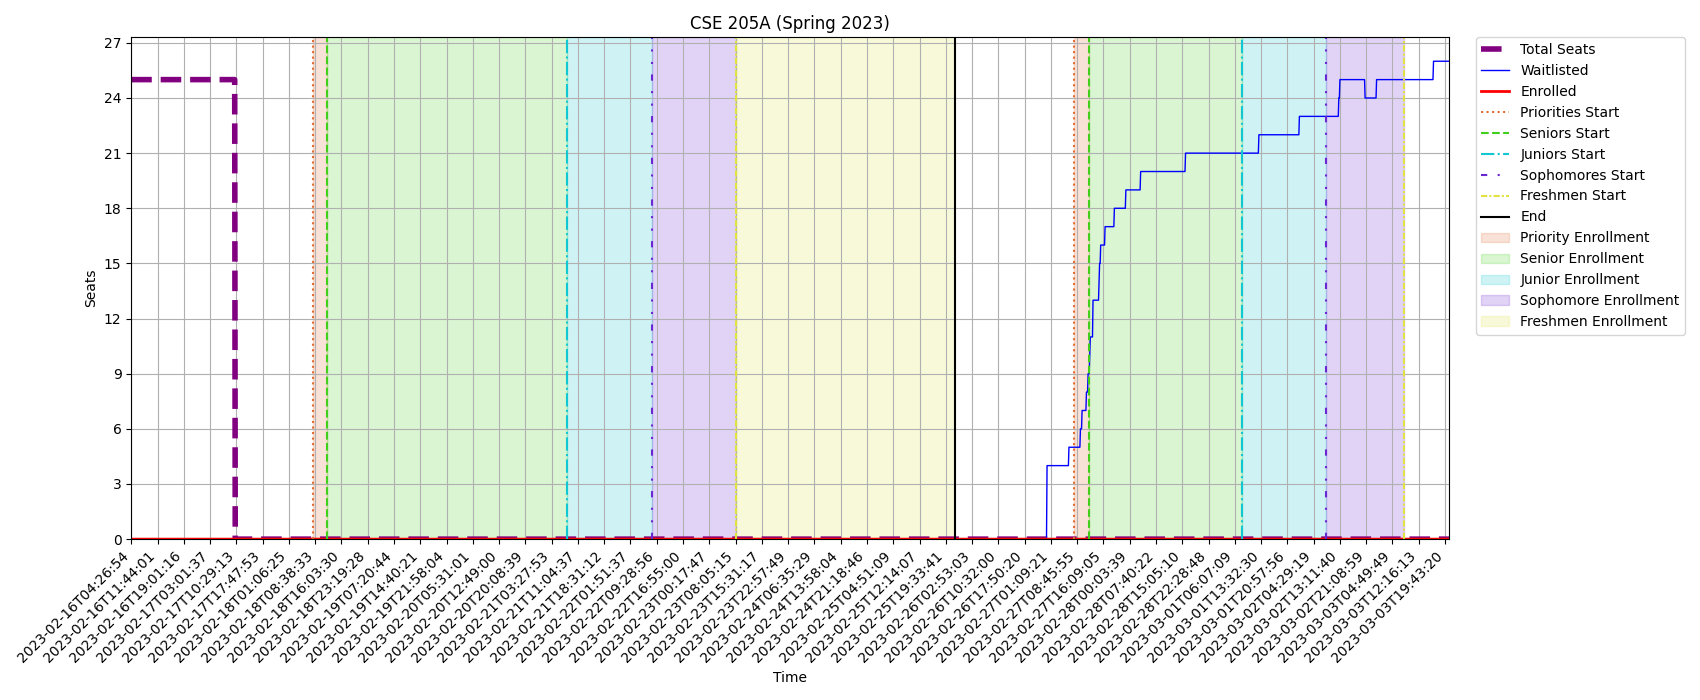 CSE 205A (Spring 2023)
Seats
27
24
21
18
15
12
9
6
3
0
2023-02-16T04:26:54
2023-02-16T11:44:01
2023-02-16T19:01:16
2023-02-17T03:01:37
2023-02-17T10:29:13
2023-02-17T17:47:53
2023-02-18T01:06:25
2023-02-18T08:38:33
2023-02-18T16:03:30
2023-02-18T23:19:28
2023-02-19T07:20:44
2023-02-19T14:40:21
2023-02-19T21:58:04
2023-02-20T05:31:01
2023-02-20T12:49:00
2023-02-20T20:08:39
2023-02-21T03:27:53
2023-02-21T11:04:37
2023-02-21T18:31:12
2023-02-22T01:51:37
2023-02-22T09:28:56
2023-02-22T16:55:00
2023-02-23T00:17:47
2023-02-23T08:05:15
2023-02-23T15:31:17
2023-02-23T22:57:49
2023-02-24T06:35:29
2023-02-24T13:58:04
2023-02-24T21:18:46
2023-02-25T04:51:09
2023-02-25T12:14:07
2023-02-25T19:33:41
2023-02-26T02:53:03
2023-02-26T10:32:00
2023-02-26T17:50:20
2023-02-27T01:09:21
2023-02-27T08:45:55
2023-02-27T16:09:05
2023-02-28T00:03:39
2023-02-28T07:40:22
2023-02-28T15:05:10
2023-02-28T22:28:48
2023-03-01T06:07:09
2023-03-01T13:32:30
2023-03-01T20:57:56
2023-03-02T04:29:19
2023-03-02T13:11:40
2023-03-02T21:08:59
2023-03-03T04:49:49
2023-03-03T12:16:13
2023-03-03T19:43:20
Time
Total Seats
Waitlisted
Enrolled
Priorities Start
Seniors Start
Juniors Start
Sophomores Start
Freshmen Start
End
Priority Enrollment
Senior Enrollment
Junior Enrollment
Sophomore Enrollment
Freshmen Enrollment